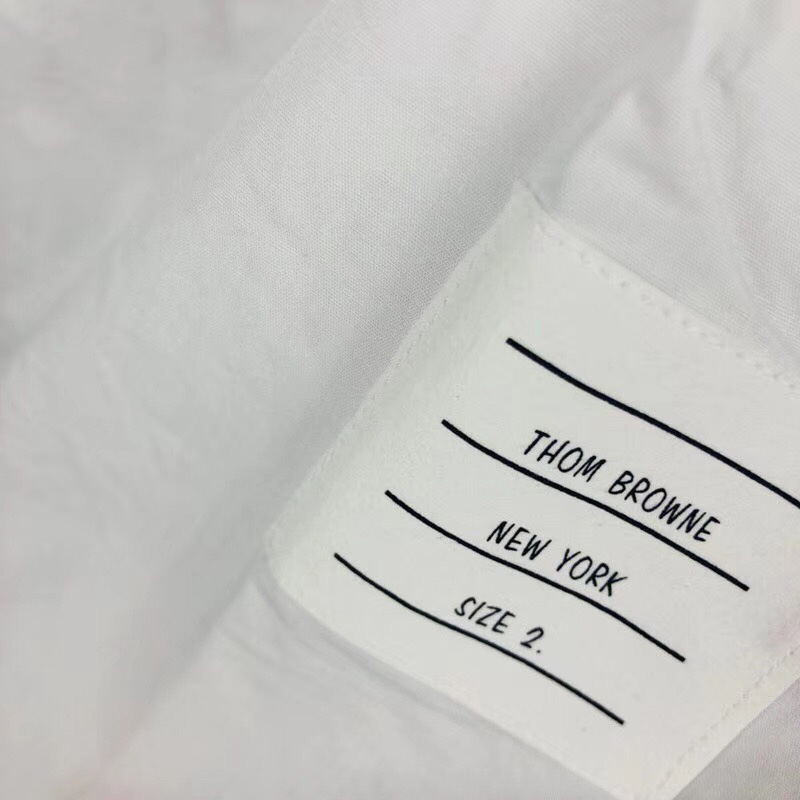 THOM BROWNE
NEW YORK
SIZE 2.